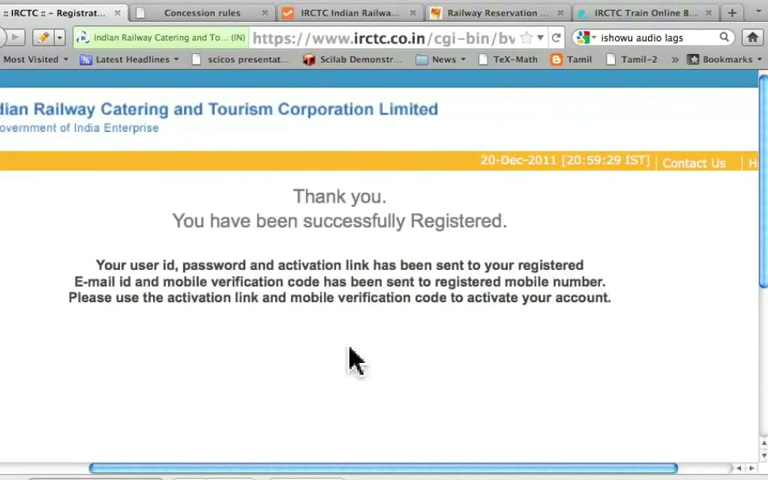 :: IRCTC :: – Registrat...
Concession rules
IRCTC Indian Railwa...
Railway Reservation ...
IRCTC Train Online B...
Indian Railway Catering and To... (IN)
https://www.irctc.co.in/cgi-bin/bv
ishowu audio lags
Most Visited
Latest Headlines
scicos presentat...
Scilab Demonstr...
News
TeX-Math
Tamil
Tamil-2
»
Bookmarks
dian Railway Catering and Tourism Corporation Limited
overnment of India Enterprise
20-Dec-2011 [20:59:29 IST] | Contact Us | H
Thank you.
You have been successfully Registered.
Your user id, password and activation link has been sent to your registered
E-mail id and mobile verification code has been sent to registered mobile number.
Please use the activation link and mobile verification code to activate your account.